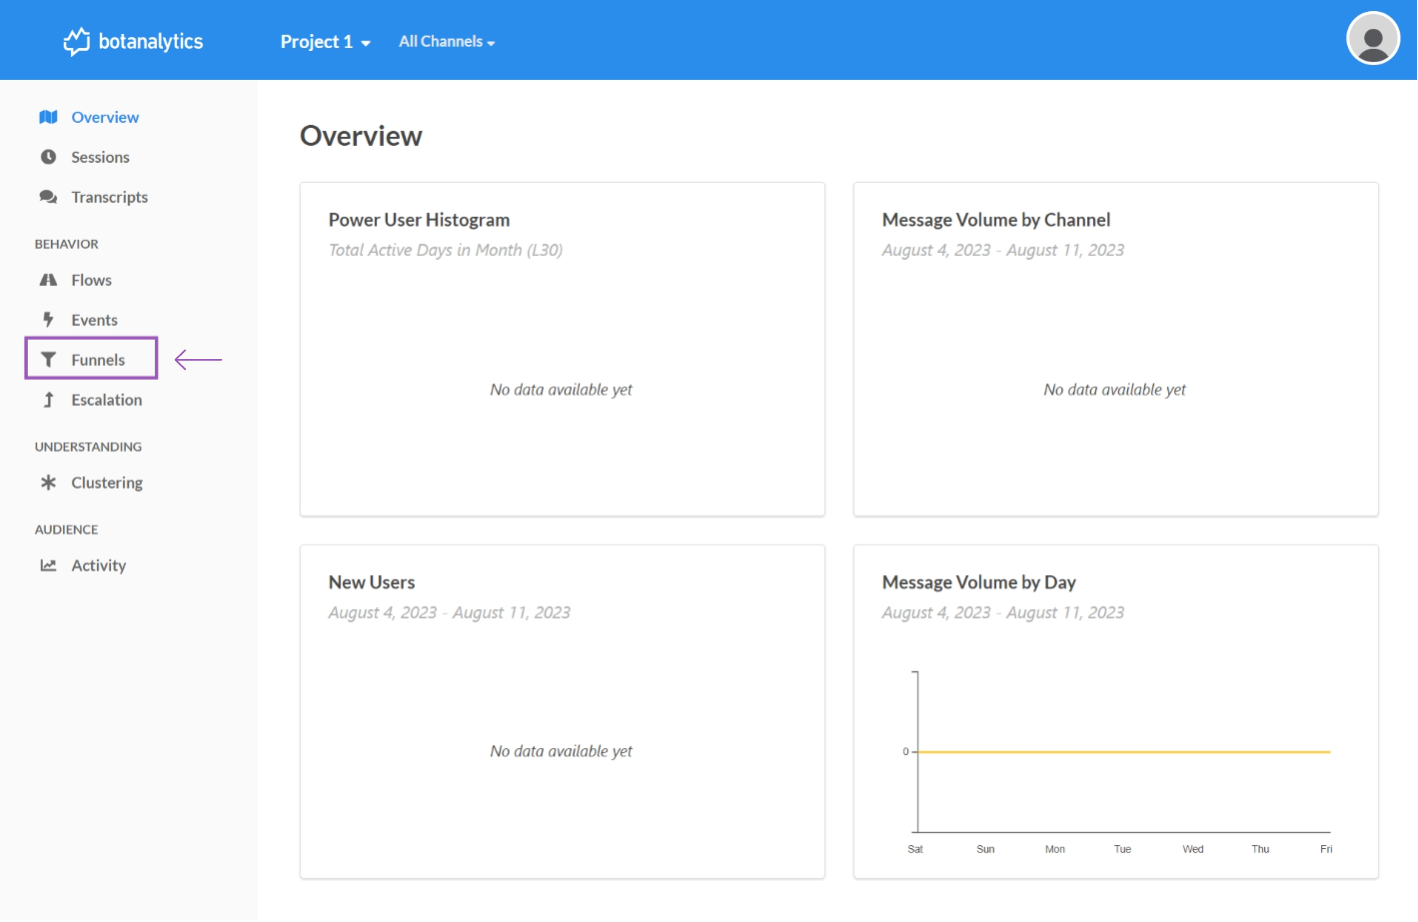 botanalytics
Project 1
All Channels
Overview
Sessions
Transcripts
BEHAVIOR
Flows
Events
Funnels
Escalation
UNDERSTANDING
Clustering
AUDIENCE
Activity
Overview
Power User Histogram
Total Active Days in Month (L30)
No data available yet
Message Volume by Channel
August 4, 2023 - August 11, 2023
No data available yet
New Users
August 4, 2023 - August 11, 2023
No data available yet
Message Volume by Day
August 4, 2023 - August 11, 2023
0
Sat Sun Mon Tue Wed Thu Fri